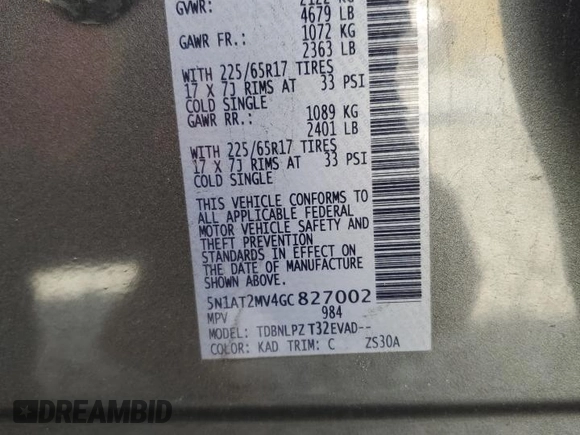 GVWR: 2122 KG
4679 LB
GAWR FR.: 1072 KG
2363 LB
WITH 225/65R17 TIRES
17 X 7J RIMS AT 33 PSI
COLD SINGLE
GAWR RR.: 1089 KG
2401 LB
WITH 225/65R17 TIRES
17 X 7J RIMS AT 33 PSI
COLD SINGLE
THIS VEHICLE CONFORMS TO
ALL APPLICABLE FEDERAL
MOTOR VEHICLE SAFETY AND
THEFT PREVENTION
STANDARDS IN EFFECT ON
THE DATE OF MANUFACTURE
SHOWN ABOVE.
5N1AT2MV4GC827002
MPV 984
MODEL: TDBNLPZ T32EVAD--
COLOR: KAD TRIM: C ZS30A
DREAMBID